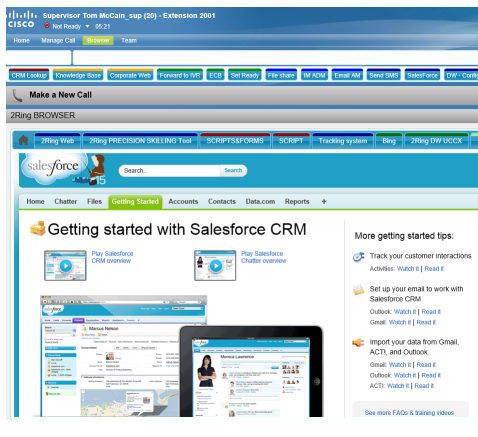 CISCO
Supervisor Tom McCain_sup (20) - Extension 2001
Not Ready 05:21
Home Manage Call Browser Team
CRM Lookup Knowledge Base Corporate Web Forward to IVR ECB Set Ready File share IM ADM Email AM Send SMS SalesForce DW - Config
Make a New Call
2Ring BROWSER
2Ring Web 2Ring PRECISION SKILLING Tool SCRIPTS&FORMS SCRIPT Tracking system Bing 2Ring DW UCCX
salesforce
15
Search... Search
Home Chatter Files Getting Started Accounts Contacts Data.com Reports +
Getting started with Salesforce CRM
Play Salesforce
CRM overview
Play Salesforce
Chatter overview
Marcus Nelson
Monica Lawrence
More getting started tips:
Track your customer interactions
Activities: Watch it | Read it
Set up your email to work with
Salesforce CRM
Outlook: Watch it | Read it
Gmail: Watch it | Read it
Import your data from Gmail,
ACT!, and Outlook.
Gmail: Watch it | Read it
Outlook: Watch it | Read it
ACT!: Watch it | Read it
See more FAQs & training videos